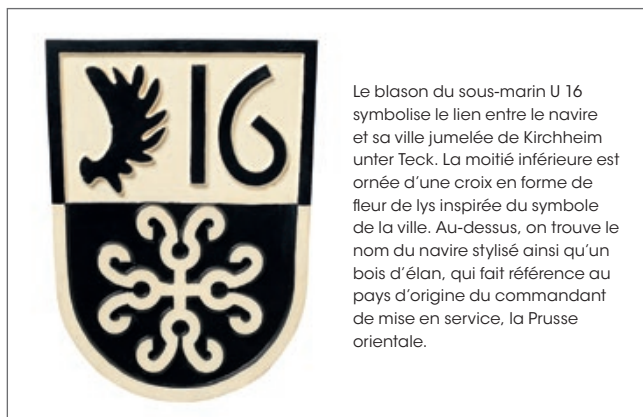 16
Le blason du sous-marin U 16
symbolise le lien entre le navire
et sa ville jumelée de Kirchheim
unter Teck. La moitié inférieure est
ornée d’une croix en forme de
fleur de lys inspirée du symbole
de la ville. Au-dessus, on trouve le
nom du navire stylisé ainsi qu’un
bois d’élan, qui fait référence au
pays d’origine du commandant
de mise en service, la Prusse
orientale.